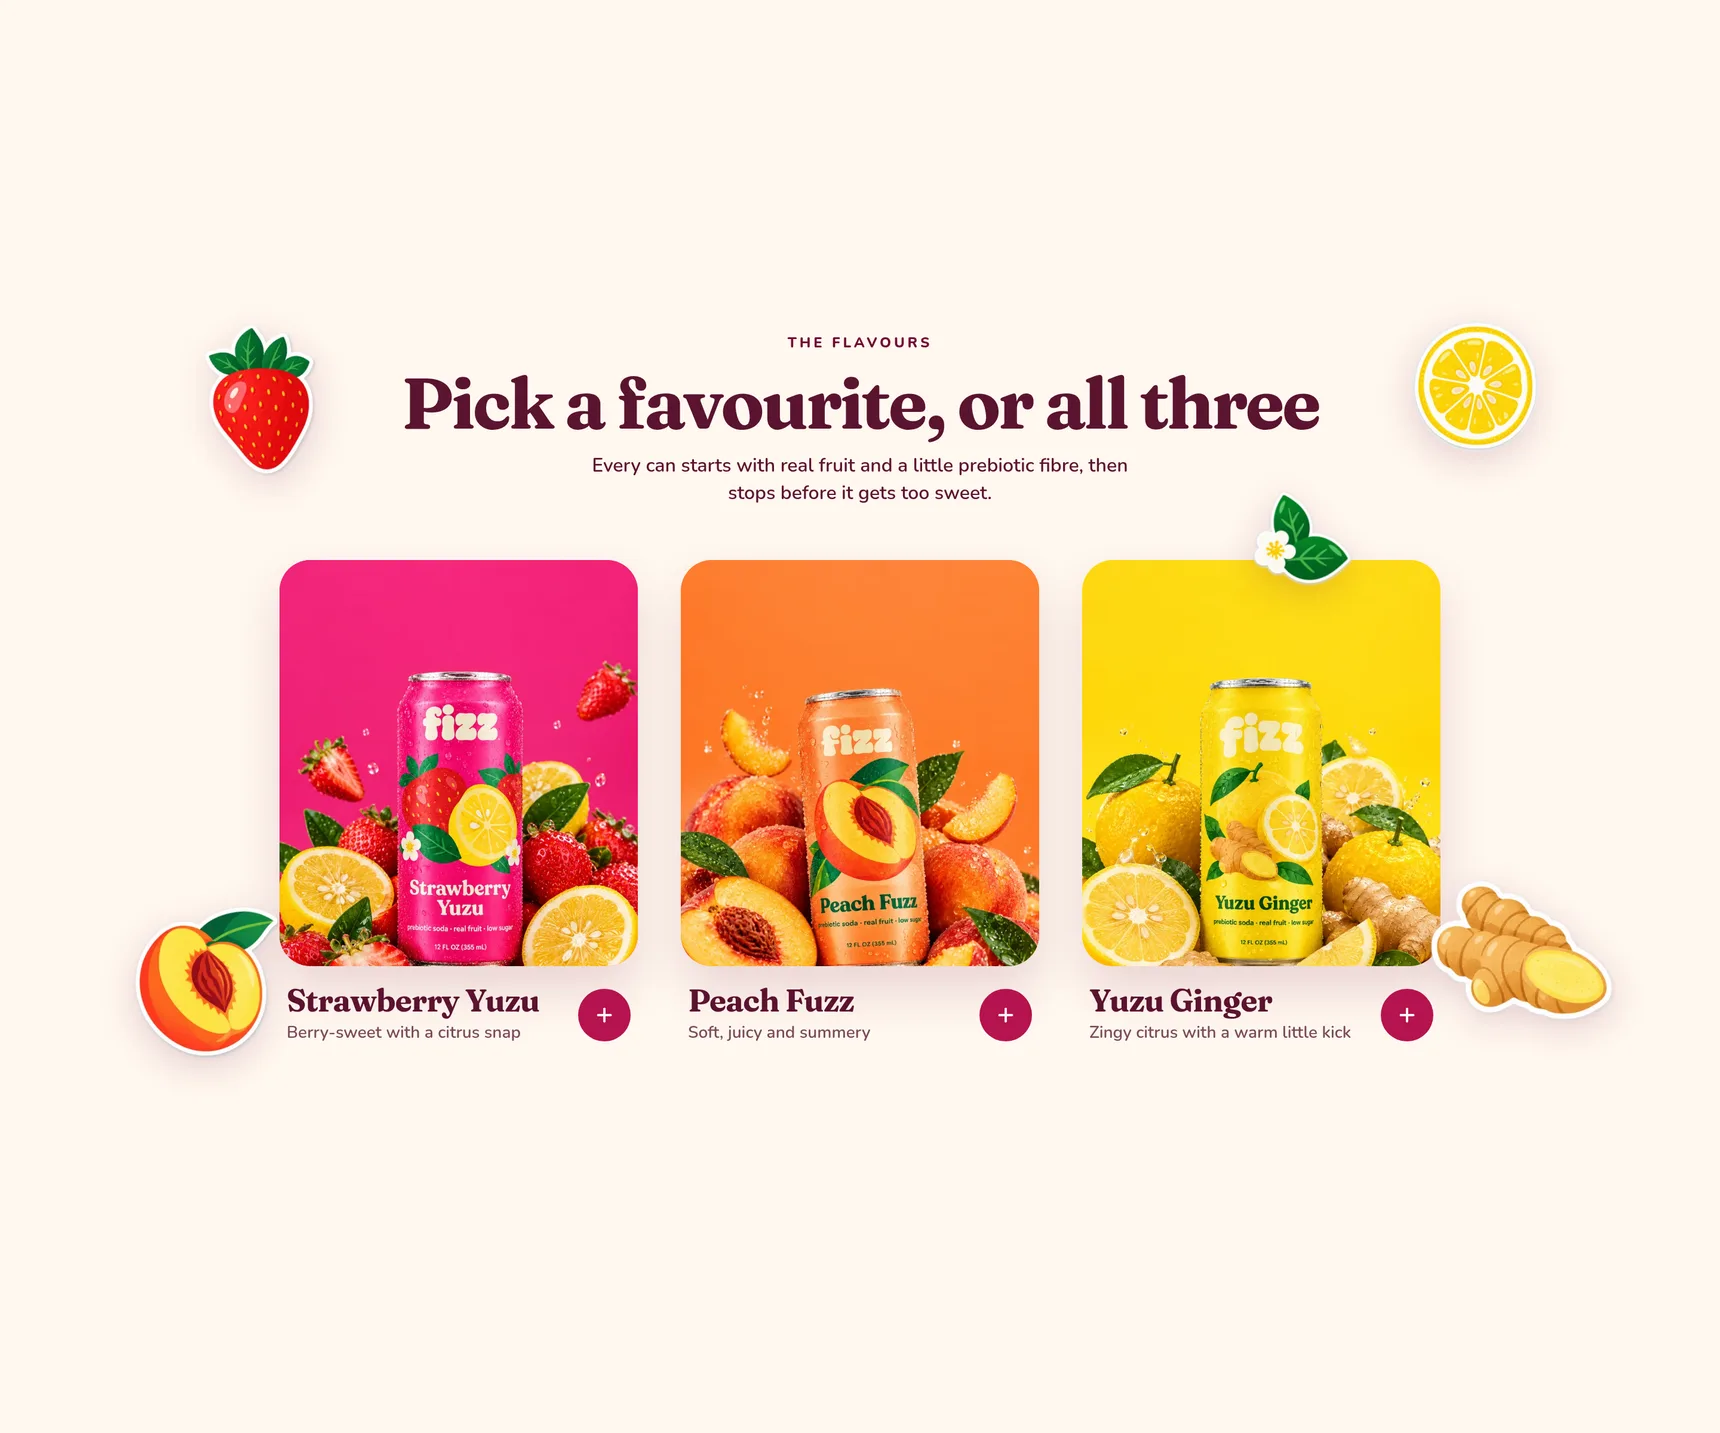 THE FLAVOURS
Pick a favourite, or all three
Every can starts with real fruit and a little prebiotic fibre, then
stops before it gets too sweet.
fizz
Strawberry
Yuzu
prebiotic soda · real fruit · low sugar
12 FL OZ (355 mL)
fizz
Peach Fuzz
prebiotic soda · real fruit · low sugar
12 FL OZ (355 mL)
fizz
Yuzu Ginger
prebiotic soda · real fruit · low sugar
12 FL OZ (355 mL)
Strawberry Yuzu
Berry-sweet with a citrus snap
+
Peach Fuzz
Soft, juicy and summery
+
Yuzu Ginger
Zingy citrus with a warm little kick
+